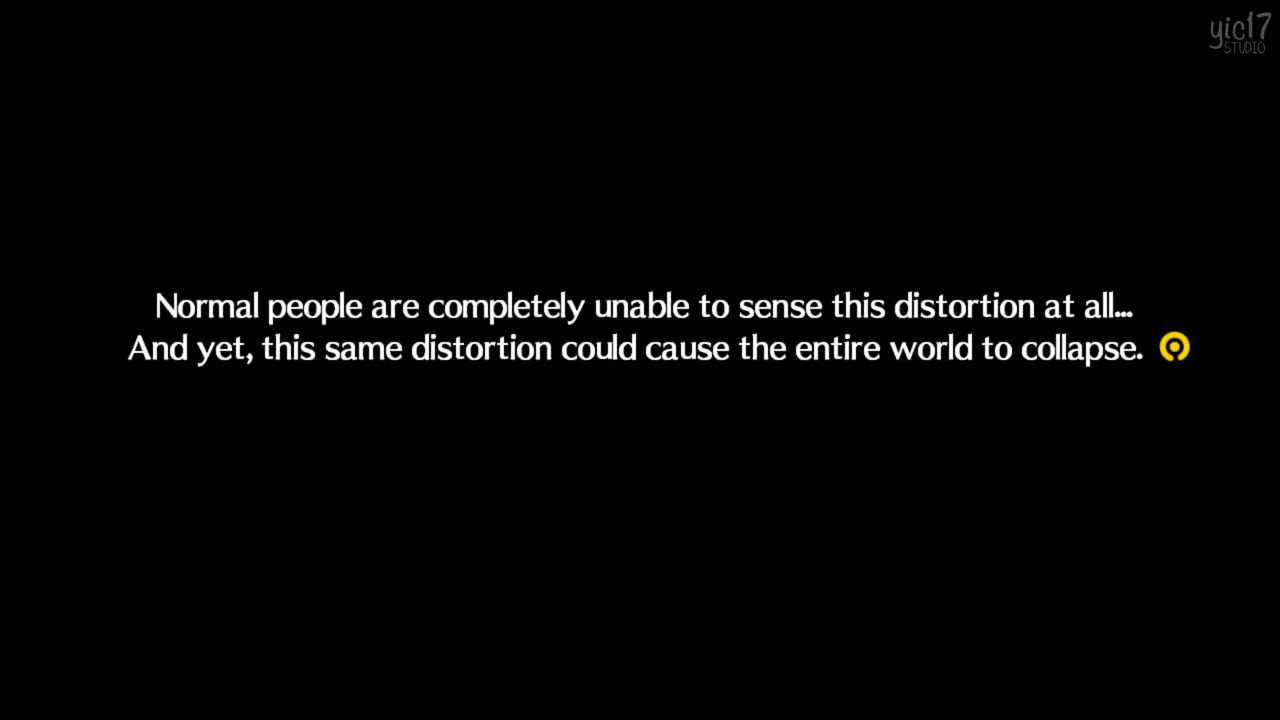 yic17
STUDIO
Normal people are completely unable to sense this distortion at all...
And yet, this same distortion could cause the entire world to collapse.